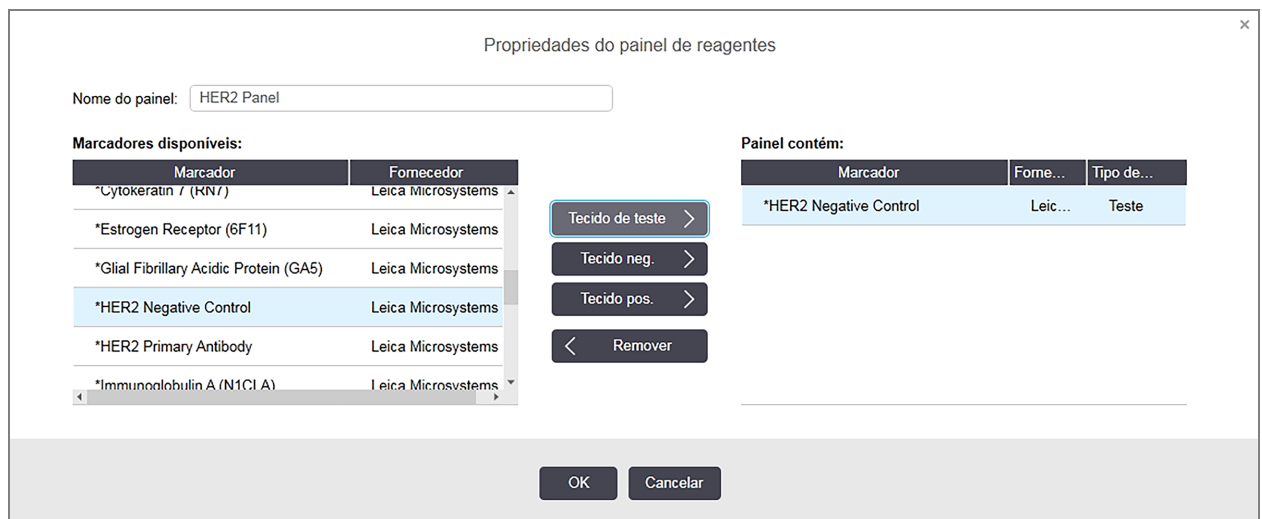 ×
Propriedades do painel de reagentes
Nome do painel: HER2 Panel
Marcadores disponíveis:
Marcador Fornecedor
*Cytokeratin 7 (RN7) Leica Microsystems
*Estrogen Receptor (6F11) Leica Microsystems
*Glial Fibrillary Acidic Protein (GA5) Leica Microsystems
*HER2 Negative Control Leica Microsystems
*HER2 Primary Antibody Leica Microsystems
*Immunoglobulin A (N1CLA) Leica Microsystems
Tecido de teste
Tecido neg.
Tecido pos.
Remover
Painel contém:
Marcador Forne... Tipo de...
*HER2 Negative Control Leic... Teste
OK Cancelar